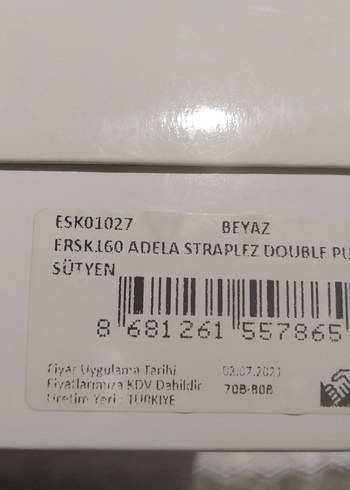 ESK01027 BEYAZ
ERSK160 ADELA STRAPLEZ DOUBLE PU
SÜTYEN
8 681261 557865
Fiyat Uygulama Tarihi 02.07.2021
Fiyatlarımıza KDV Dahildir 70B-80B
Üretim Yeri : TÜRKİYE